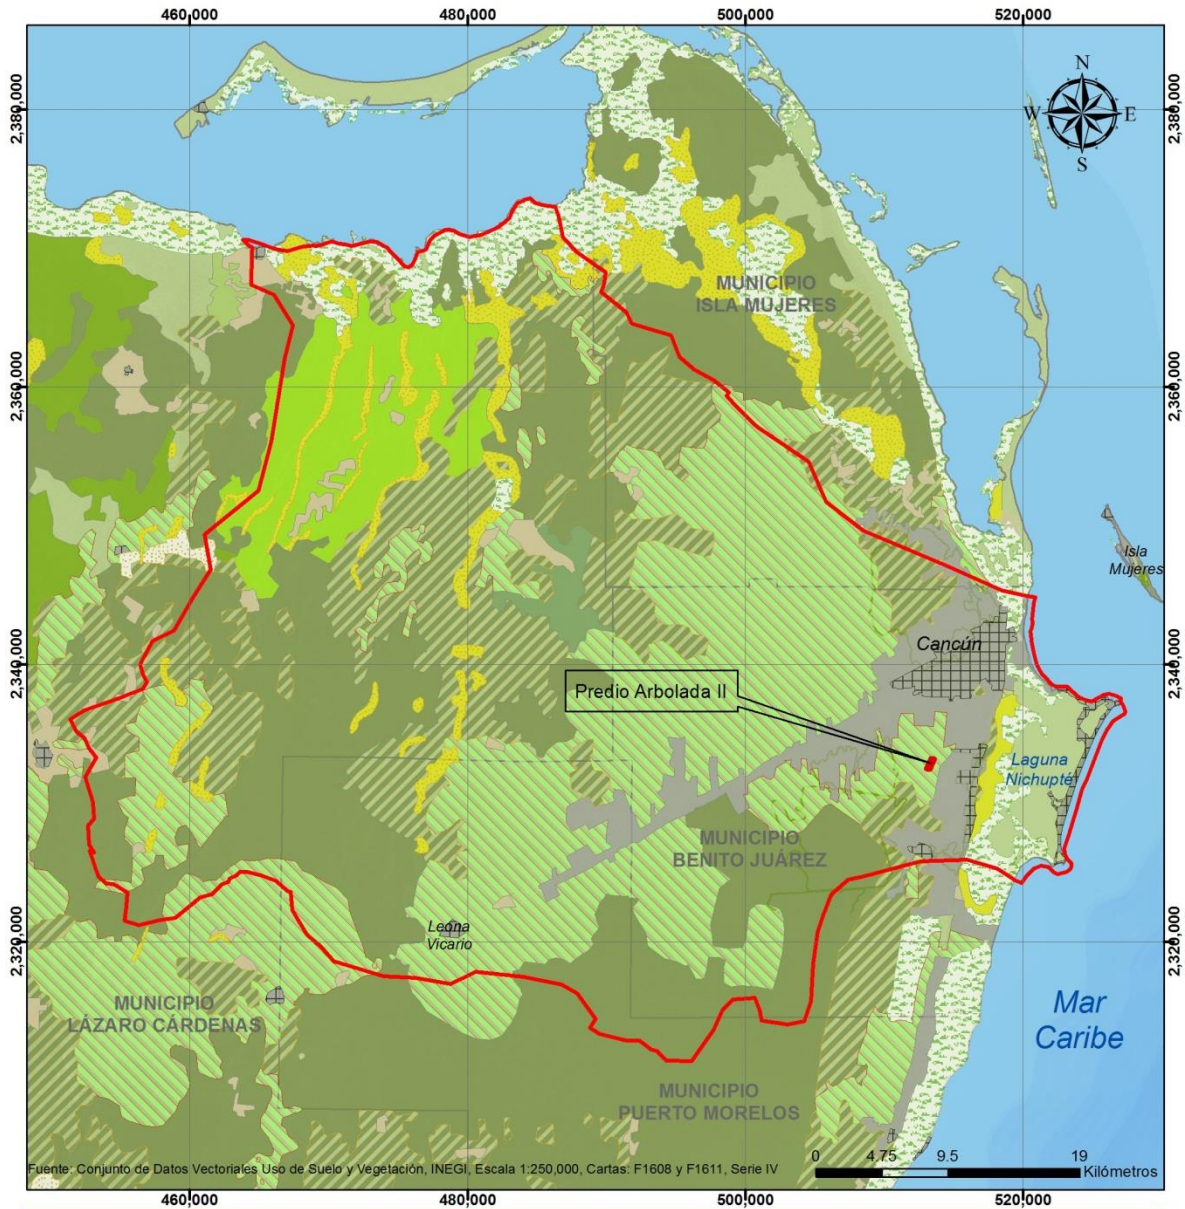 460,000 480,000 500,000 520,000
2,380,000 2,380,000
N
W E
S
MUNICIPIO
ISLA MUJERES
2,360,000 2,360,000
Isla
Mujeres
Cancún
2,340,000 2,340,000
Predio Arbolada II
Laguna
Nichupté
MUNICIPIO
BENITO JUÁREZ
Leona
Vicario
2,320,000 2,320,000
MUNICIPIO
LÁZARO CÁRDENAS
Mar
Caribe
MUNICIPIO
PUERTO MORELOS
Fuente: Conjunto de Datos Vectoriales Uso de Suelo y Vegetación, INEGI, Escala 1:250,000, Cartas: F1608 y F1611, Serie IV
0 4.75 9.5 19
Kilómetros
460,000 480,000 500,000 520,000